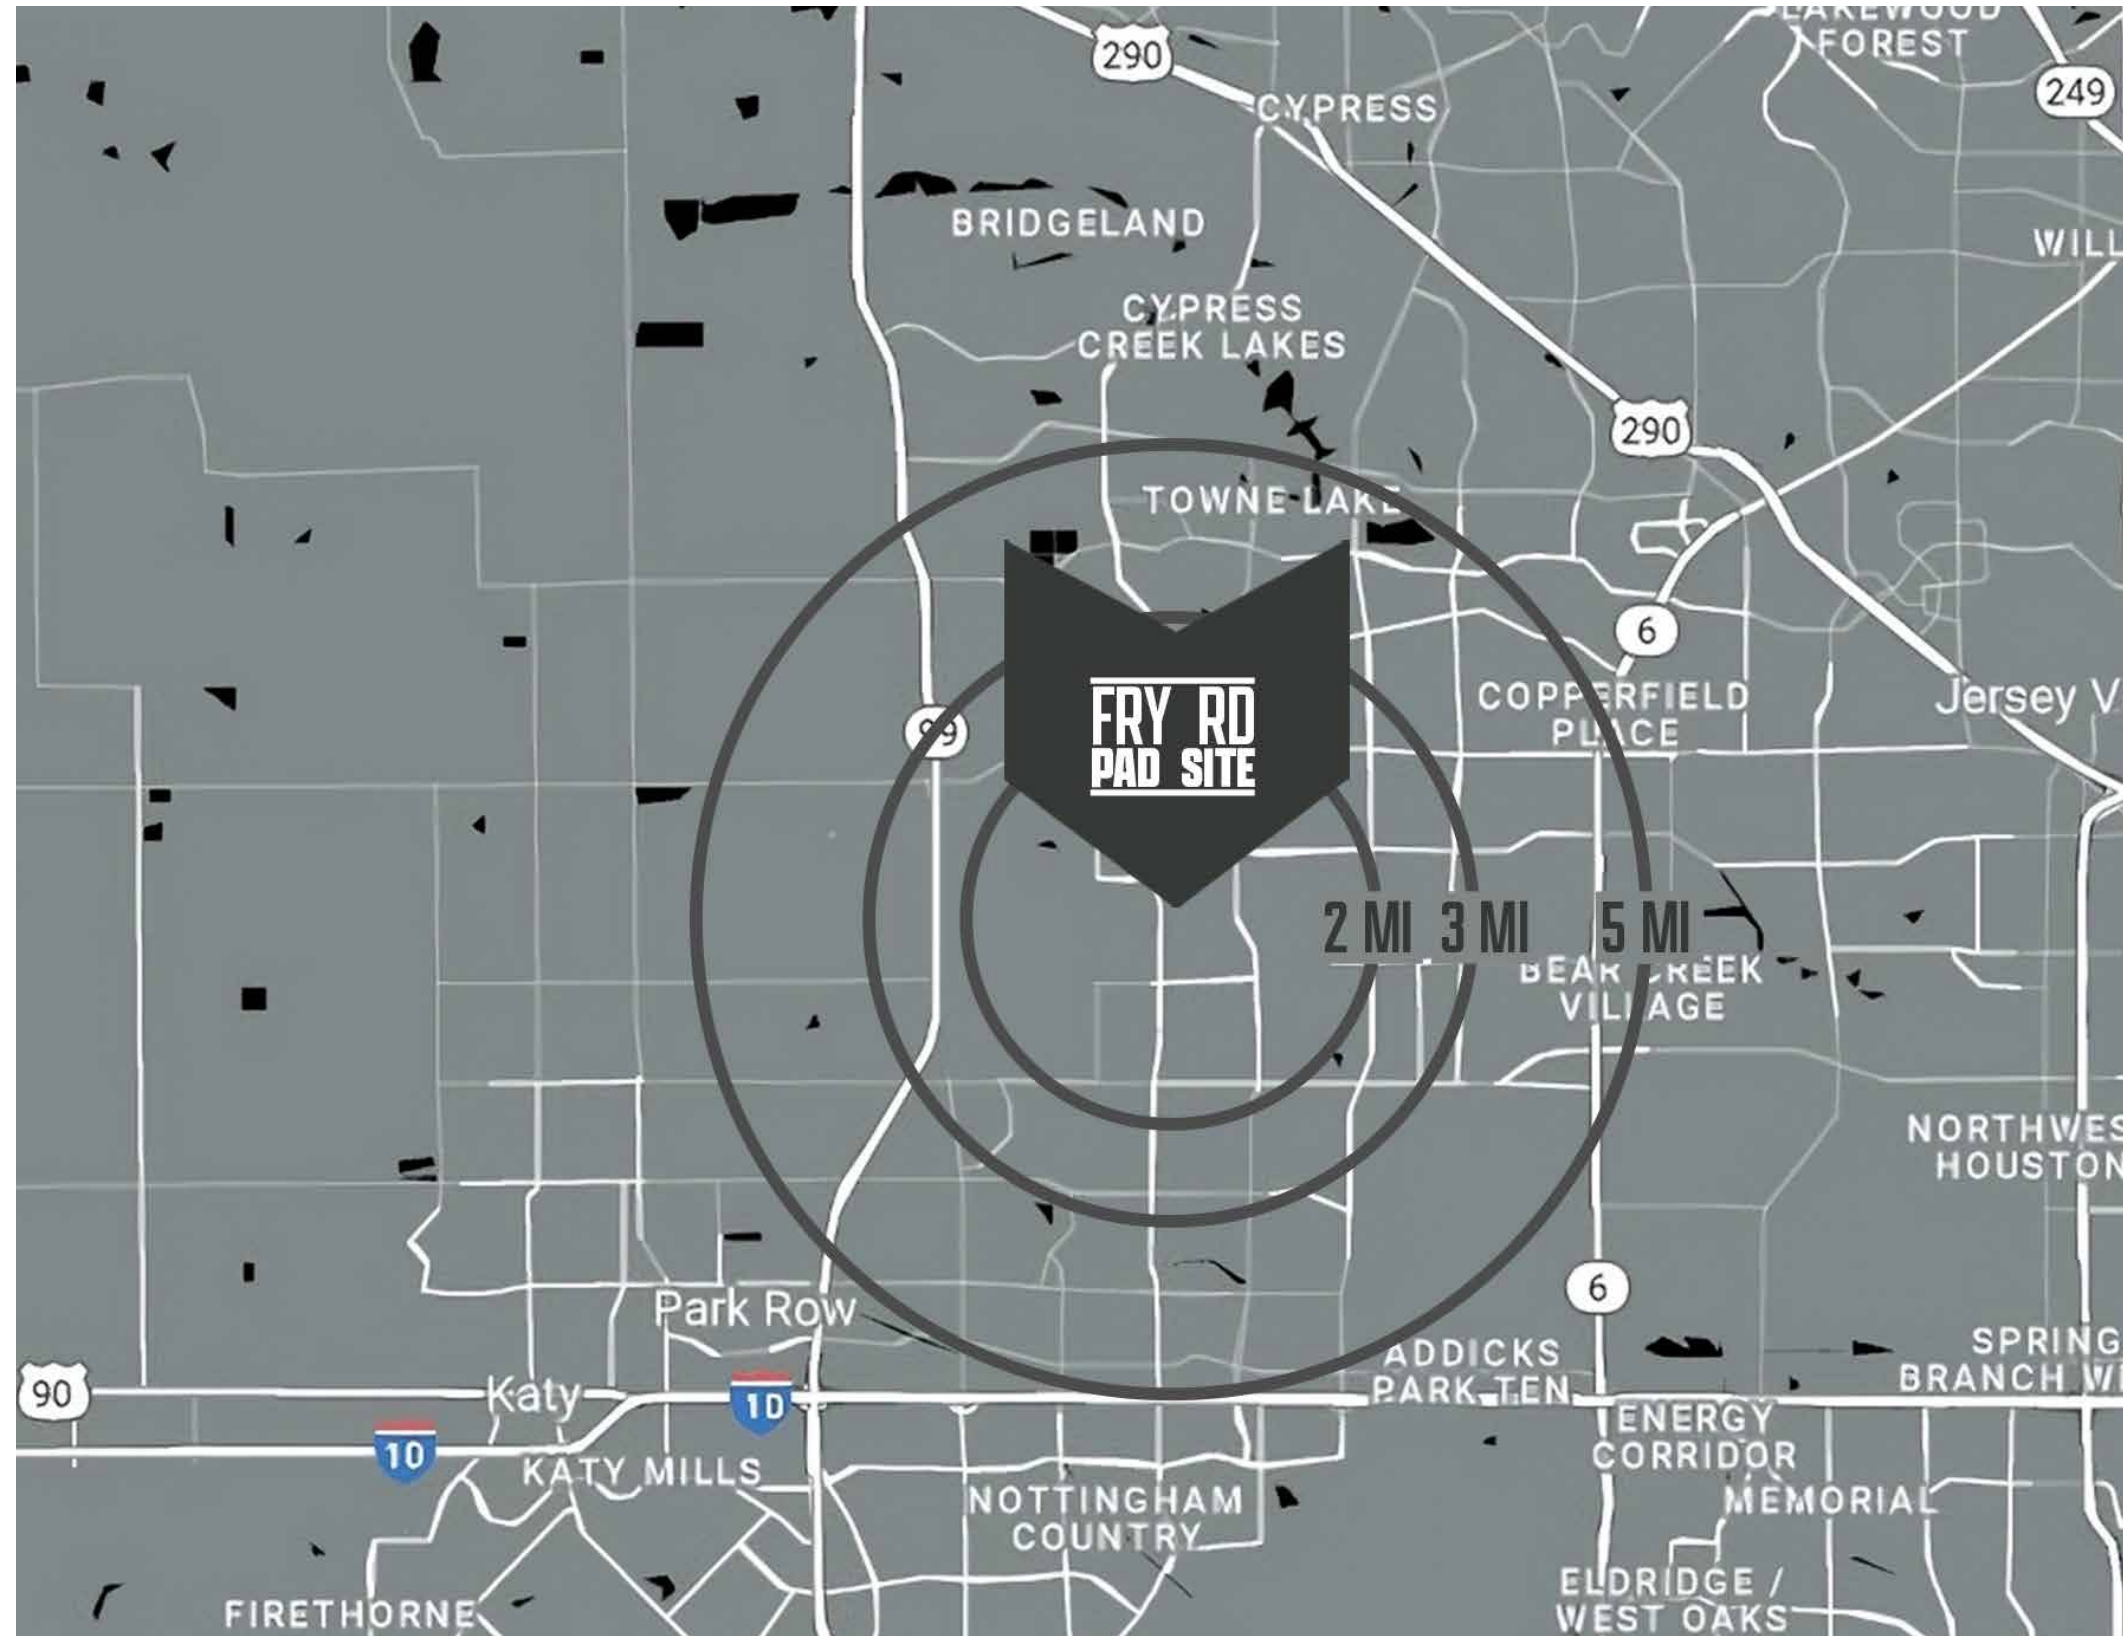 LAKEWOOD
FOREST
290
249
CYPRESS
BRIDGELAND
WILL
CYPRESS
CREEK LAKES
290
TOWNE LAKE
6
COPPERFIELD
PLACE
Jersey V
FRY RD
PAD SITE
99
2 MI 3 MI 5 MI
BEAR CREEK
VILLAGE
NORTHWES
HOUSTON
6
Park Row
ADDICKS
PARK TEN
SPRING
BRANCH WE
90
Katy
10
10
ENERGY
CORRIDOR
KATY MILLS
NOTTINGHAM
COUNTRY
MEMORIAL
ELDRIDGE /
WEST OAKS
FIRETHORNE